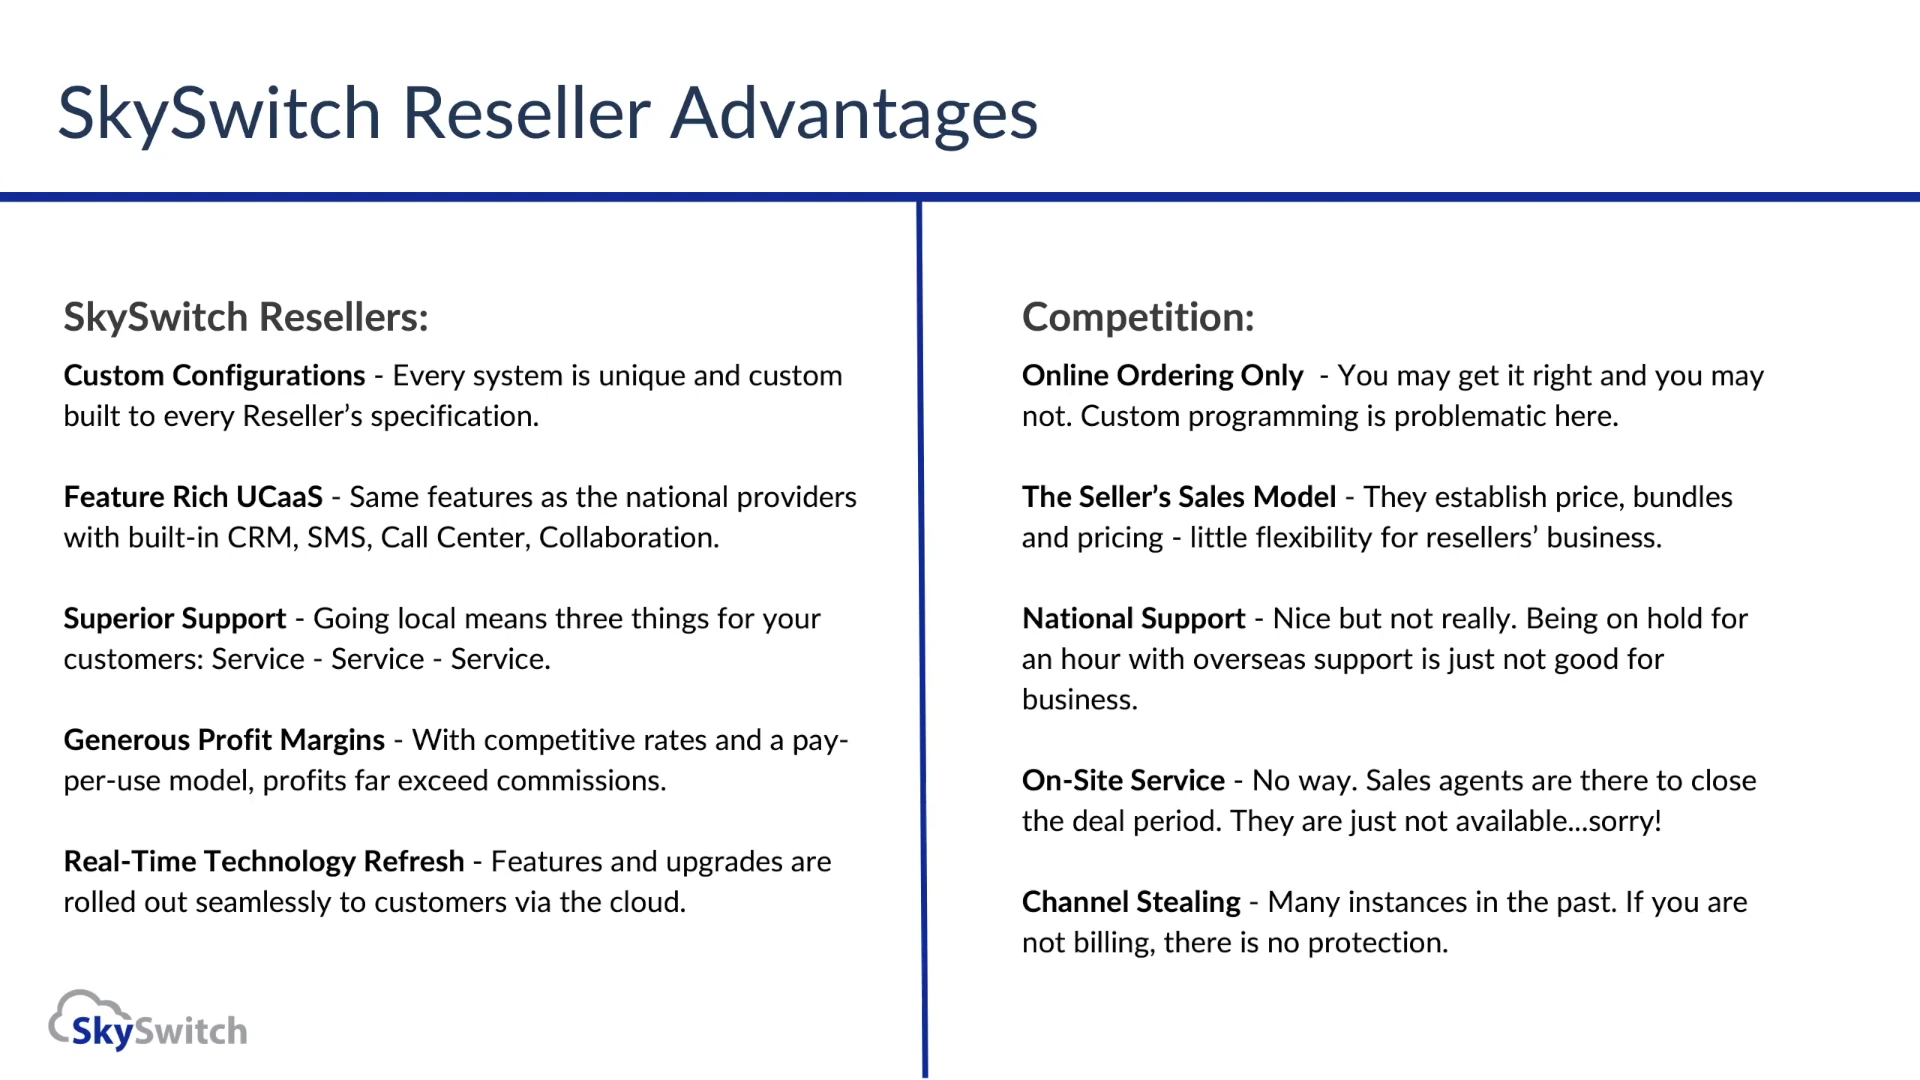 SkySwitch Reseller Advantages
SkySwitch Resellers:
Custom Configurations - Every system is unique and custom
built to every Reseller’s specification.
Feature Rich UCaaS - Same features as the national providers
with built-in CRM, SMS, Call Center, Collaboration.
Superior Support - Going local means three things for your
customers: Service - Service - Service.
Generous Profit Margins - With competitive rates and a pay-
per-use model, profits far exceed commissions.
Real-Time Technology Refresh - Features and upgrades are
rolled out seamlessly to customers via the cloud.
Competition:
Online Ordering Only  - You may get it right and you may
not. Custom programming is problematic here.
The Seller’s Sales Model - They establish price, bundles
and pricing - little flexibility for resellers’ business.
National Support - Nice but not really. Being on hold for
an hour with overseas support is just not good for
business.
On-Site Service - No way. Sales agents are there to close
the deal period. They are just not available...sorry!
Channel Stealing - Many instances in the past. If you are
not billing, there is no protection.
SkySwitch